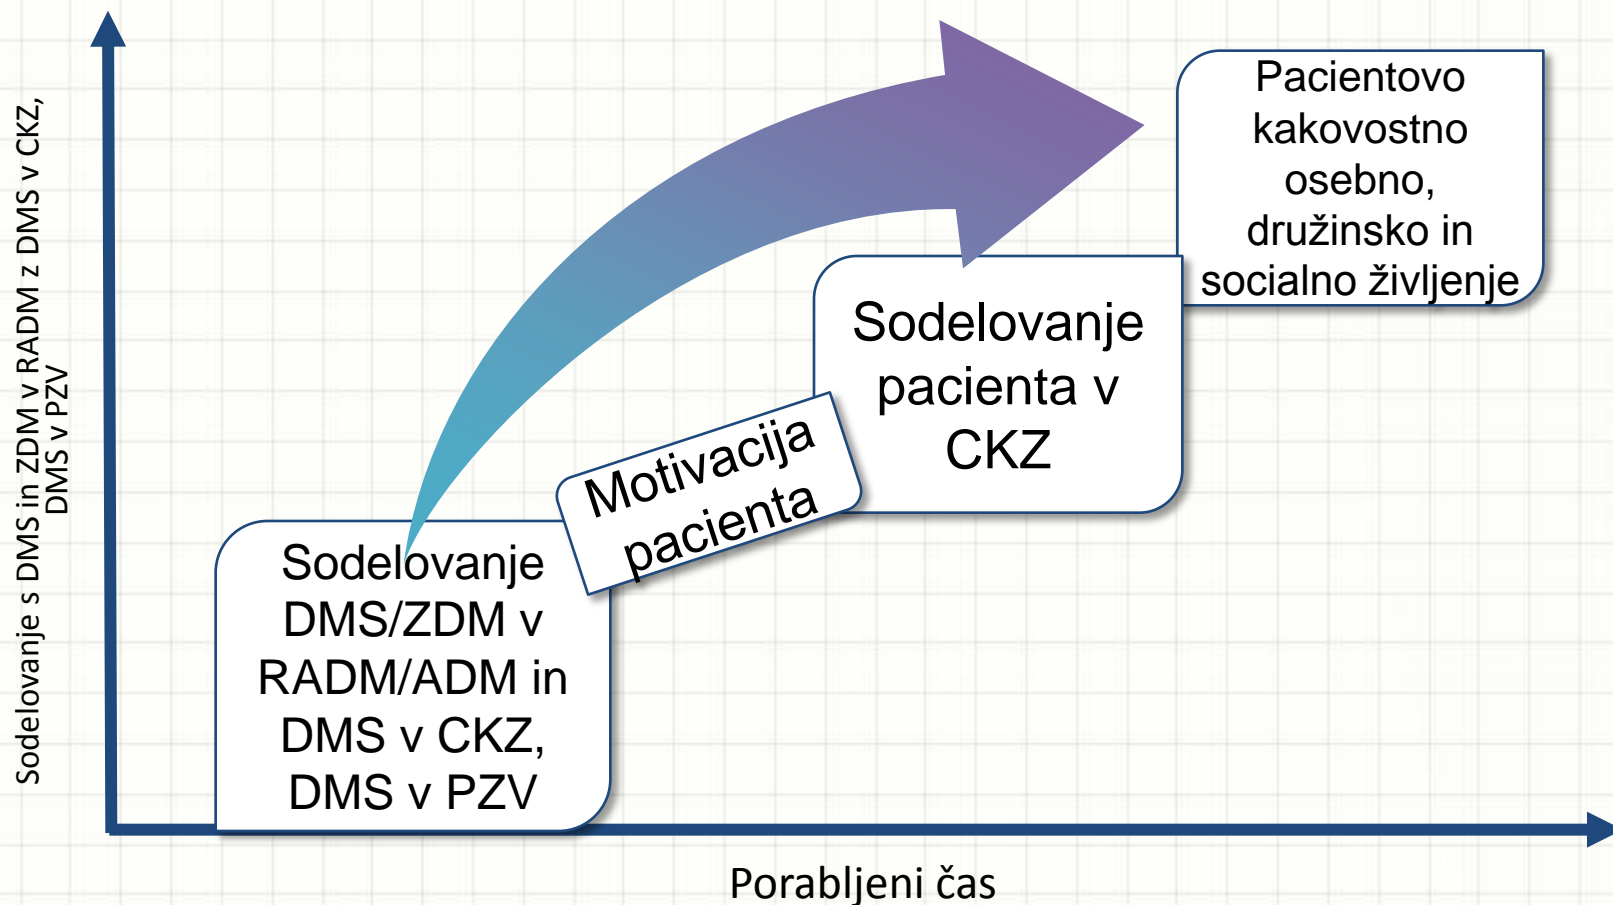 Sodelovanje s DMS in ZDM v RADM z DMS v CKZ,
DMS v PZV
Pacientovo
kakovostno
osebno,
družinsko in
socialno življenje
Sodelovanje
pacienta v
CKZ
Motivacija
pacienta
Sodelovanje
DMS/ZDM v
RADM/ADM in
DMS v CKZ,
DMS v PZV
Porabljeni čas